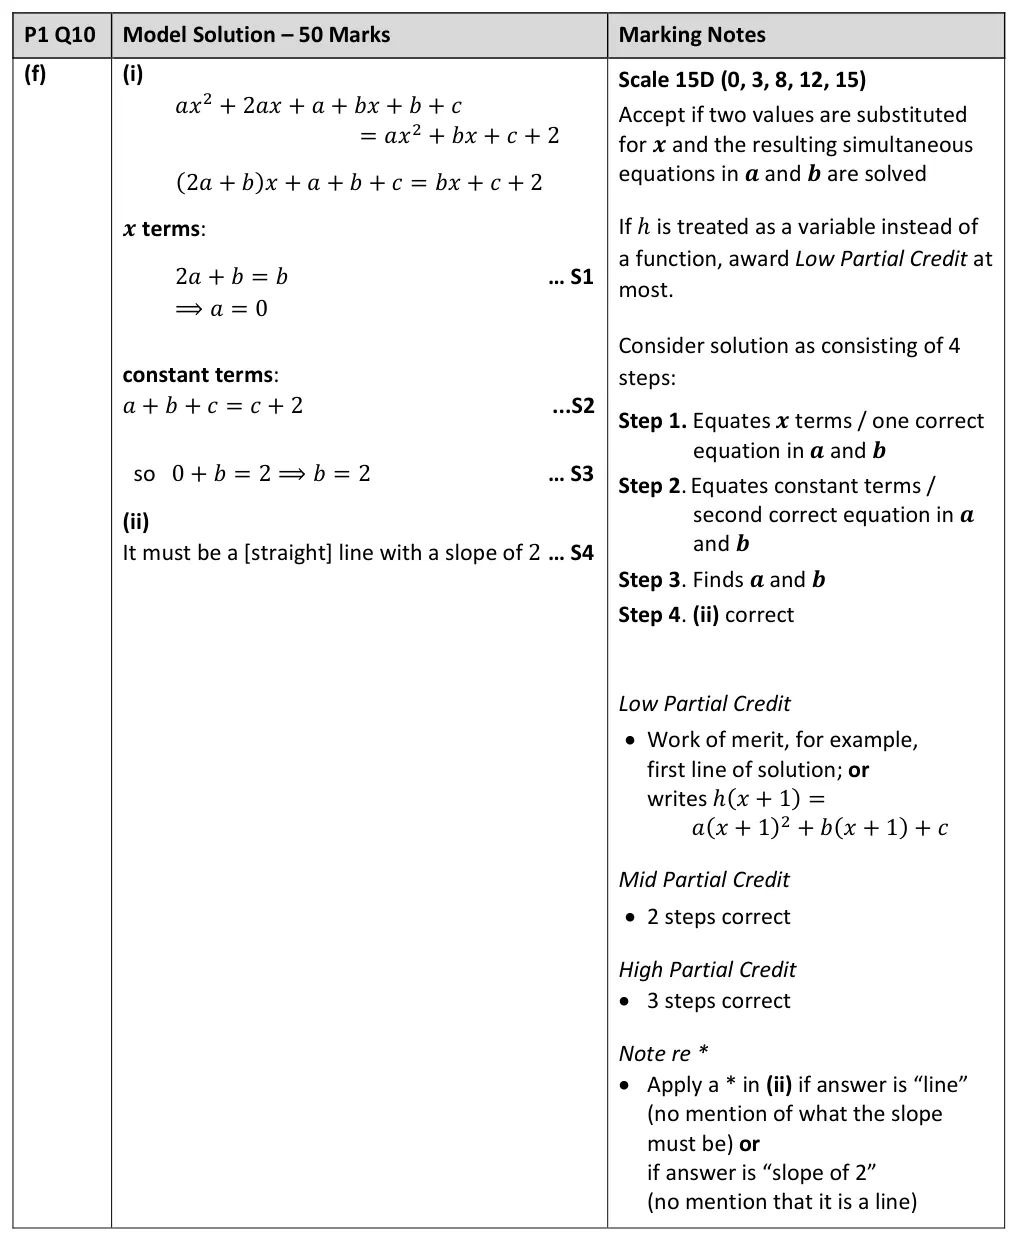 P1 Q10 Model Solution – 50 Marks Marking Notes
(f) (i)
ax² + 2ax + a + bx + b + c
= ax² + bx + c + 2
(2a + b)x + a + b + c = bx + c + 2
x terms:
2a + b = b … S1
⟹ a = 0
constant terms:
a + b + c = c + 2 ...S2
so 0 + b = 2 ⟹ b = 2 … S3
(ii)
It must be a [straight] line with a slope of 2 … S4
Scale 15D (0, 3, 8, 12, 15)
Accept if two values are substituted
for x and the resulting simultaneous
equations in a and b are solved
If h is treated as a variable instead of
a function, award Low Partial Credit at
most.
Consider solution as consisting of 4
steps:
Step 1. Equates x terms / one correct
equation in a and b
Step 2. Equates constant terms /
second correct equation in a
and b
Step 3. Finds a and b
Step 4. (ii) correct
Low Partial Credit
• Work of merit, for example,
first line of solution; or
writes h(x + 1) =
a(x + 1)² + b(x + 1) + c
Mid Partial Credit
• 2 steps correct
High Partial Credit
• 3 steps correct
Note re *
• Apply a * in (ii) if answer is “line”
(no mention of what the slope
must be) or
if answer is “slope of 2”
(no mention that it is a line)